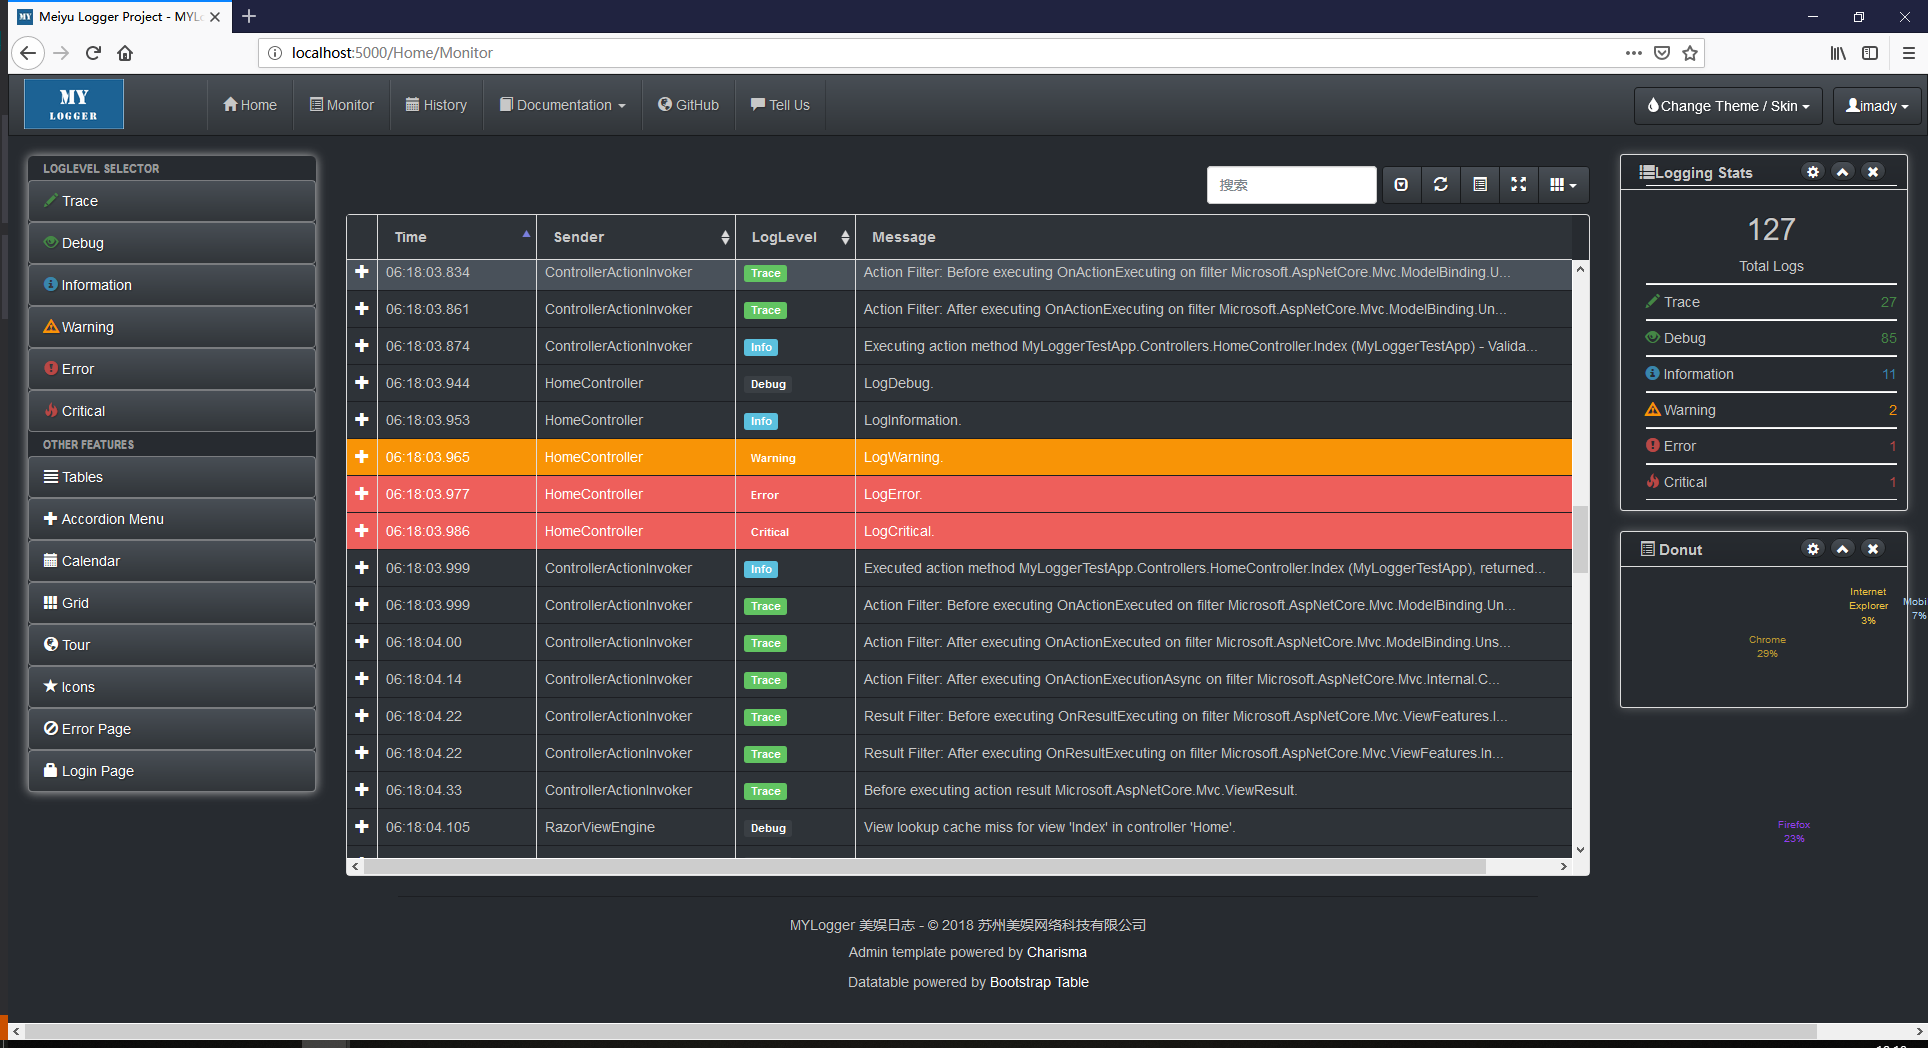 Meiyu Logger Project - MYLo
localhost:5000/Home/Monitor
MY
LOGGER
Home
Monitor
History
Documentation
GitHub
Tell Us
Change Theme / Skin
imady
LOGLEVEL SELECTOR
Trace
Debug
Information
Warning
Error
Critical
OTHER FEATURES
Tables
Accordion Menu
Calendar
Grid
Tour
Icons
Error Page
Login Page
搜索
Time Sender LogLevel Message
06:18:03.834 ControllerActionInvoker Trace Action Filter: Before executing OnActionExecuting on filter Microsoft.AspNetCore.Mvc.ModelBinding.U...
06:18:03.861 ControllerActionInvoker Trace Action Filter: After executing OnActionExecuting on filter Microsoft.AspNetCore.Mvc.ModelBinding.Un...
06:18:03.874 ControllerActionInvoker Info Executing action method MyLoggerTestApp.Controllers.HomeController.Index (MyLoggerTestApp) - Valida...
06:18:03.944 HomeController Debug LogDebug.
06:18:03.953 HomeController Info LogInformation.
06:18:03.965 HomeController Warning LogWarning.
06:18:03.977 HomeController Error LogError.
06:18:03.986 HomeController Critical LogCritical.
06:18:03.999 ControllerActionInvoker Info Executed action method MyLoggerTestApp.Controllers.HomeController.Index (MyLoggerTestApp), returned...
06:18:03.999 ControllerActionInvoker Trace Action Filter: Before executing OnActionExecuted on filter Microsoft.AspNetCore.Mvc.ModelBinding.Un...
06:18:04.00 ControllerActionInvoker Trace Action Filter: After executing OnActionExecuted on filter Microsoft.AspNetCore.Mvc.ModelBinding.Uns...
06:18:04.14 ControllerActionInvoker Trace Action Filter: After executing OnActionExecutionAsync on filter Microsoft.AspNetCore.Mvc.Internal.C...
06:18:04.22 ControllerActionInvoker Trace Result Filter: Before executing OnResultExecuting on filter Microsoft.AspNetCore.Mvc.ViewFeatures.I...
06:18:04.22 ControllerActionInvoker Trace Result Filter: After executing OnResultExecuting on filter Microsoft.AspNetCore.Mvc.ViewFeatures.In...
06:18:04.33 ControllerActionInvoker Trace Before executing action result Microsoft.AspNetCore.Mvc.ViewResult.
06:18:04.105 RazorViewEngine Debug View lookup cache miss for view 'Index' in controller 'Home'.
Logging Stats
127
Total Logs
Trace 27
Debug 85
Information 11
Warning 2
Error 1
Critical 1
Donut
Internet
Explorer
3%
Mobi
7%
Chrome
29%
Firefox
23%
MYLogger 美娱日志 - © 2018 苏州美娱网络科技有限公司
Admin template powered by Charisma
Datatable powered by Bootstrap Table